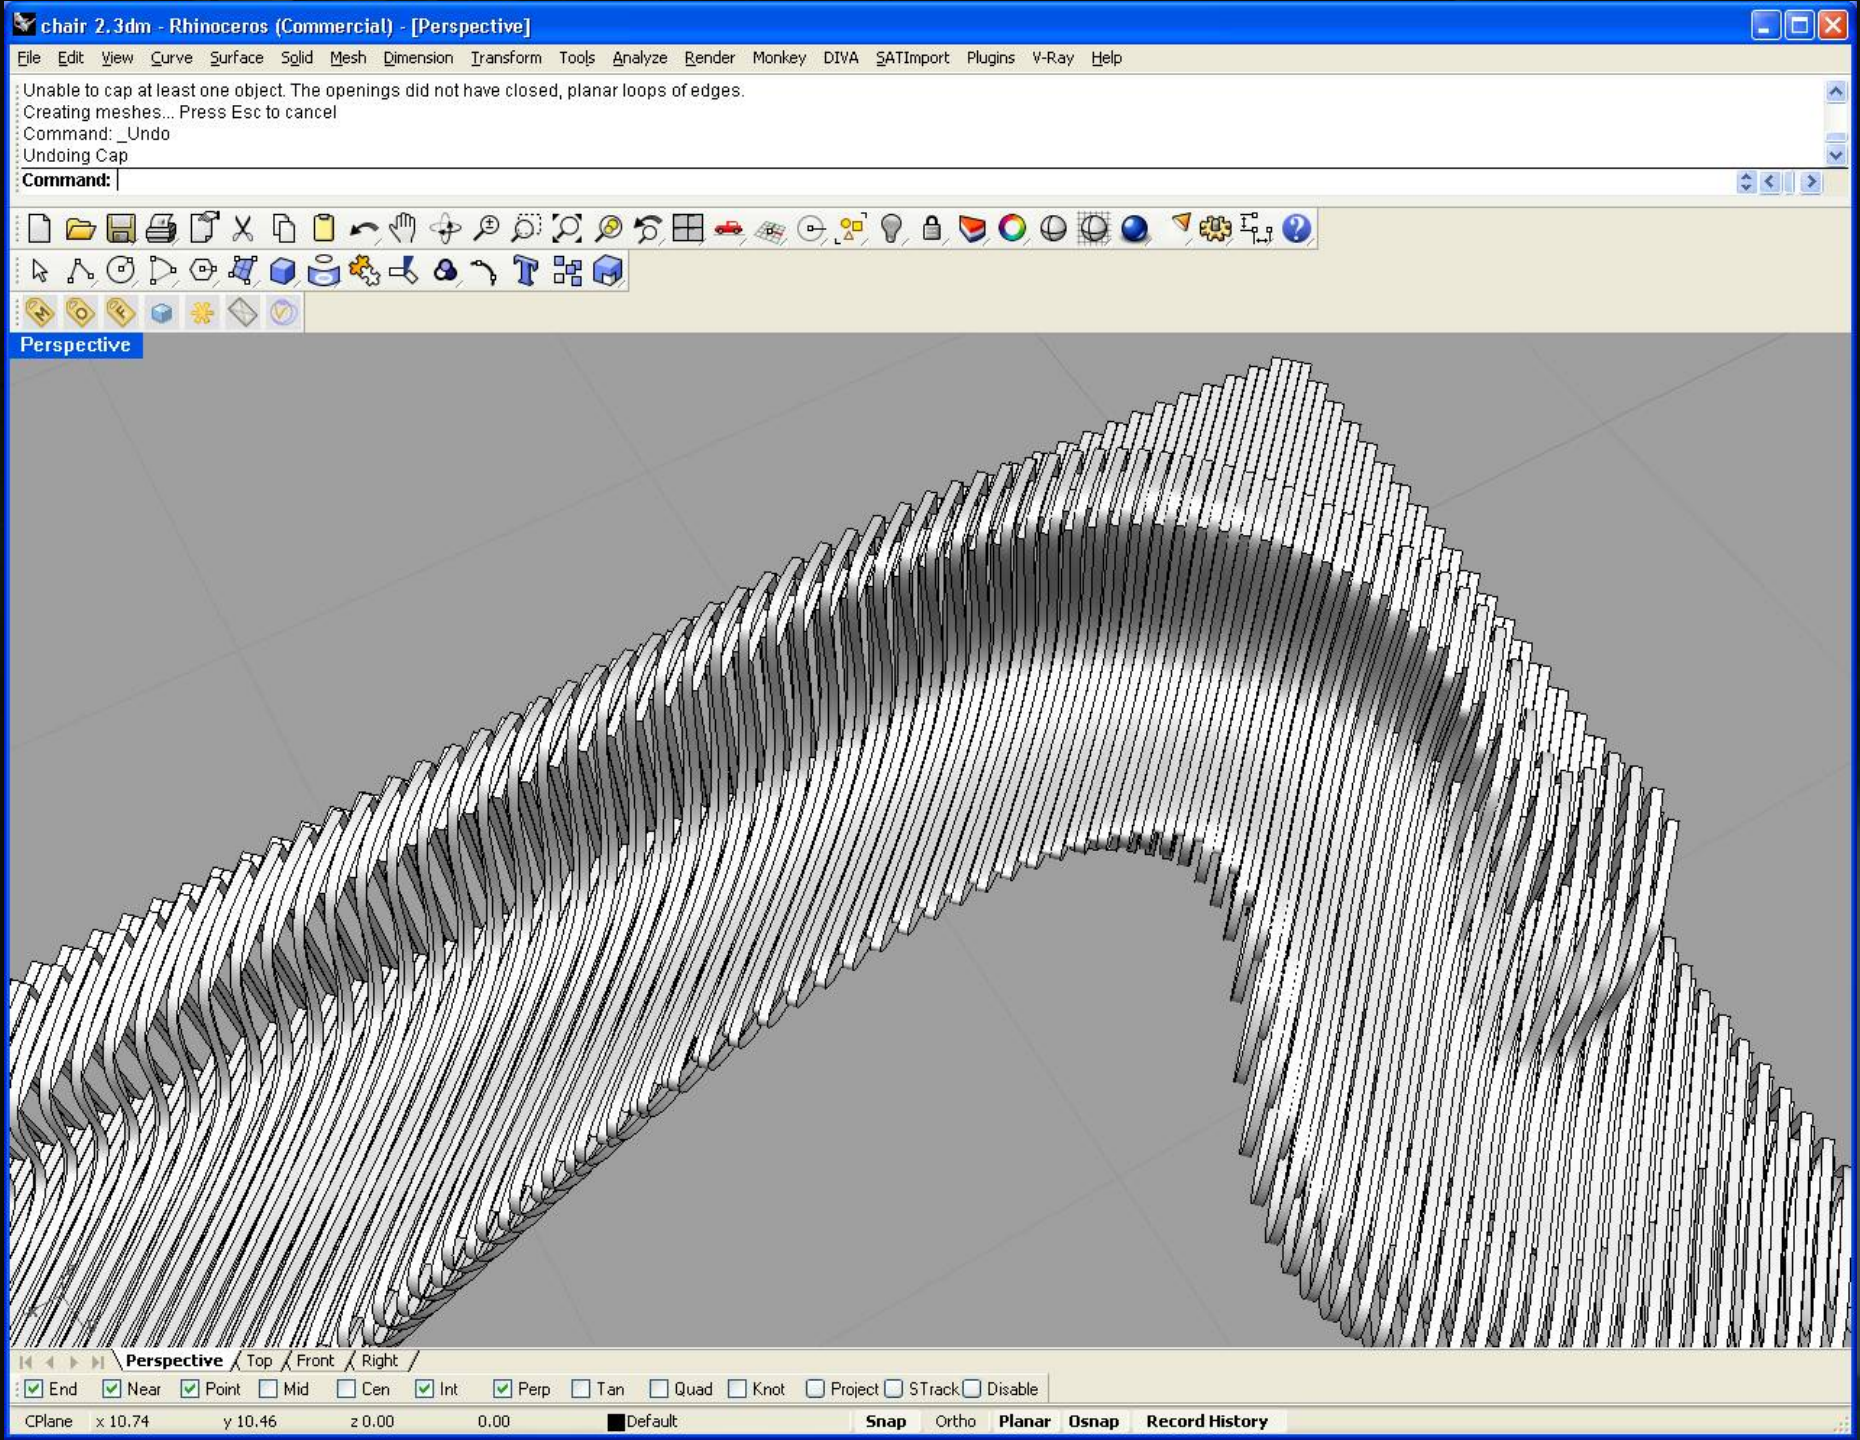 chair 2.3dm - Rhinoceros (Commercial) - [Perspective]
File Edit View Curve Surface Solid Mesh Dimension Transform Tools Analyze Render Monkey DIVA SATImport Plugins V-Ray Help
Unable to cap at least one object. The openings did not have closed, planar loops of edges.
Creating meshes... Press Esc to cancel
Command: _Undo
Undoing Cap
Command:
M O F
Perspective
Perspective Top Front Right
End Near Point Mid Cen Int Perp Tan Quad Knot Project STrack Disable
CPlane x 10.74 y 10.46 z 0.00 0.00 Default Snap Ortho Planar Osnap Record History